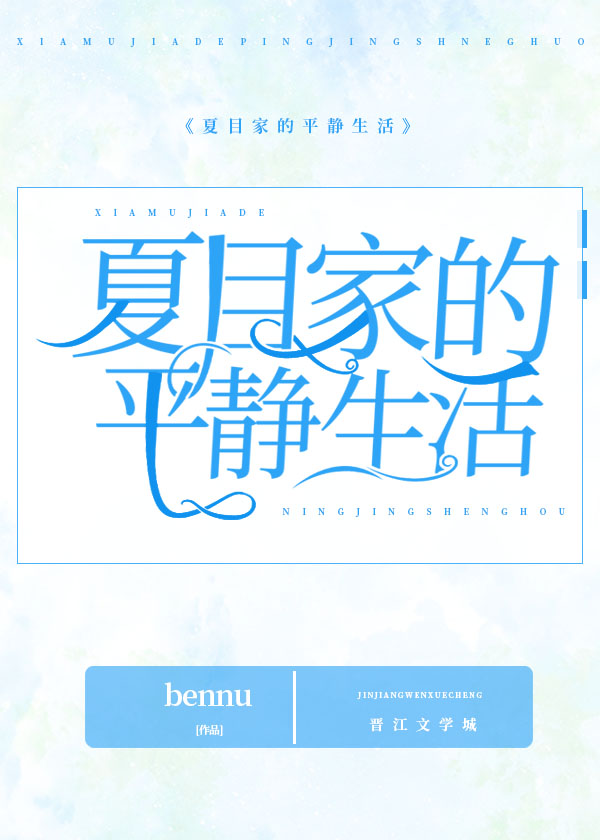 XIAMUJIADEPINGJINGSHNEGHUO
《夏目家的平静生活》
XIAMUJIADE
夏目家的
平静生活
NINGJINGSHENGHOU
bennu
[作品]
JINJIANGWENXUECHENG
晋江文学城